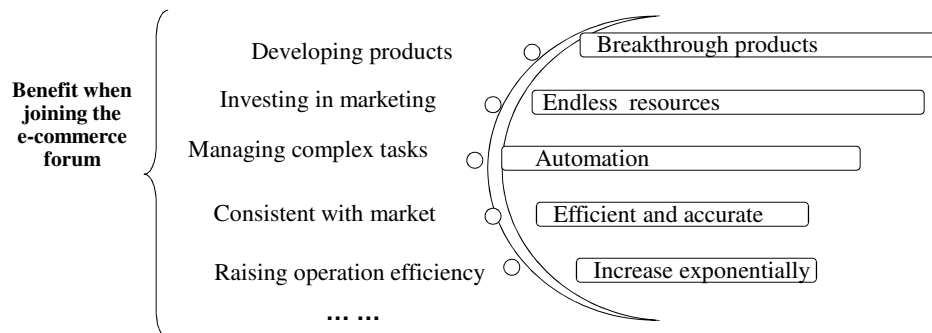 Benefit when
joining the
e-commerce
forum
Developing products
Breakthrough products
Investing in marketing
Endless resources
Managing complex tasks
Automation
Consistent with market
Efficient and accurate
Raising operation efficiency
Increase exponentially
... ...